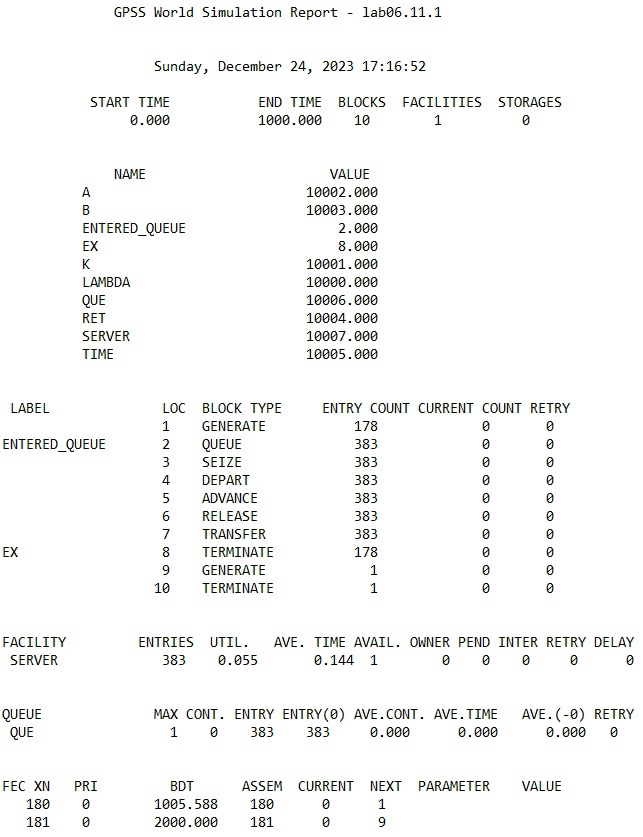 GPSS World Simulation Report - lab06.11.1
Sunday, December 24, 2023 17:16:52
START TIME END TIME BLOCKS FACILITIES STORAGES
0.000 1000.000 10 1 0
NAME VALUE
A 10002.000
B 10003.000
ENTERED_QUEUE 2.000
EX 8.000
K 10001.000
LAMBDA 10000.000
QUE 10006.000
RET 10004.000
SERVER 10007.000
TIME 10005.000
LABEL LOC BLOCK TYPE ENTRY COUNT CURRENT COUNT RETRY
1 GENERATE 178 0 0
ENTERED_QUEUE 2 QUEUE 383 0 0
3 SEIZE 383 0 0
4 DEPART 383 0 0
5 ADVANCE 383 0 0
6 RELEASE 383 0 0
7 TRANSFER 383 0 0
EX 8 TERMINATE 178 0 0
9 GENERATE 1 0 0
10 TERMINATE 1 0 0
FACILITY ENTRIES UTIL. AVE. TIME AVAIL. OWNER PEND INTER RETRY DELAY
SERVER 383 0.055 0.144 1 0 0 0 0 0
QUEUE MAX CONT. ENTRY ENTRY(0) AVE.CONT. AVE.TIME AVE.(-0) RETRY
QUE 1 0 383 383 0.000 0.000 0.000 0
FEC XN PRI BDT ASSEM CURRENT NEXT PARAMETER VALUE
180 0 1005.588 180 0 1
181 0 2000.000 181 0 9